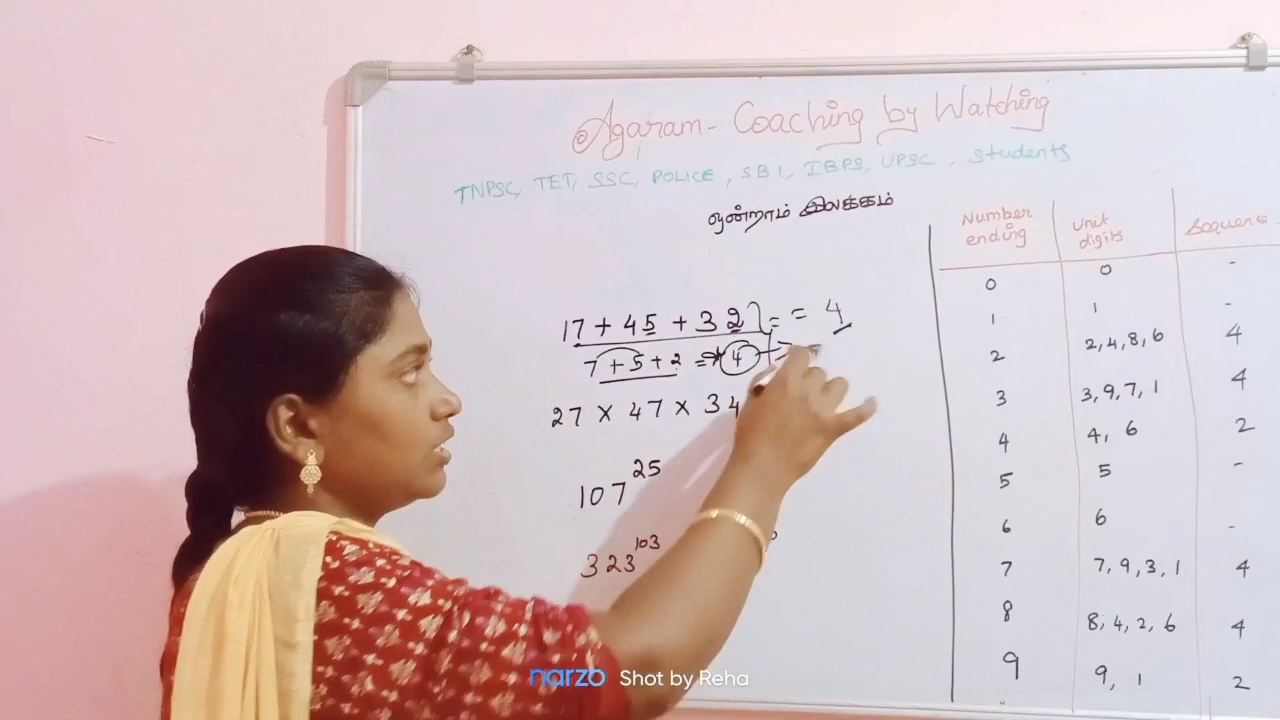 Agaram - Coaching by Watching
TNPSC, TET, SSC, POLICE, SBI, IBPS, UPSC, Students
ஒன்றாம் இலக்கம்
17 + 45 + 32 = = 4
7 + 5 + 2 = 4
27 × 47 × 34
107^25
323^103
Number ending Unit digits Sequence
0 0 -
1 1 -
2 2, 4, 8, 6 4
3 3, 9, 7, 1 4
4 4, 6 2
5 5 -
6 6 -
7 7, 9, 3, 1 4
8 8, 4, 2, 6 4
9 9, 1 2
narzo Shot by Reha